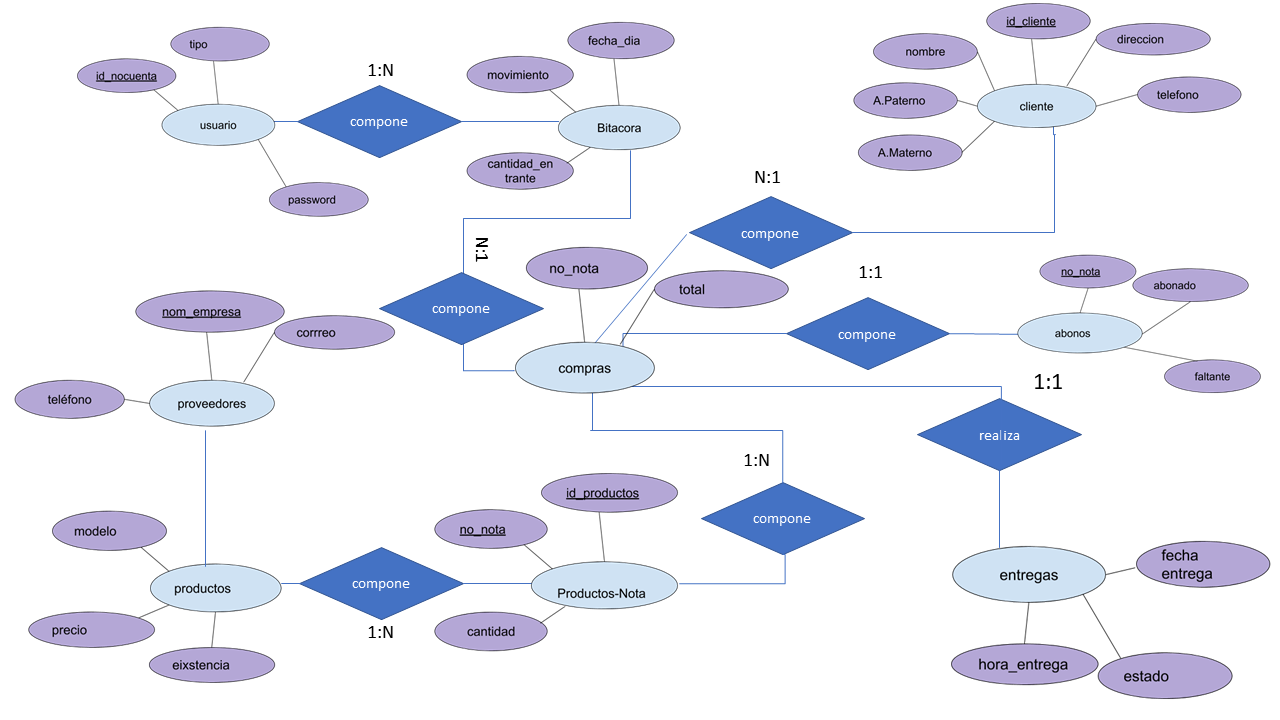 id_cliente
tipo
fecha_dia
direccion
nombre
id_nocuenta
1:N
movimiento
telefono
A.Paterno
cliente
usuario
compone
Bitacora
A.Materno
cantidad_en
trante
N:1
password
compone
N:1
no_nota
1:1
no_nota
total
abonado
nom_empresa
compone
corrreo
compone
abonos
compras
faltante
1:1
teléfono
proveedores
realiza
1:N
id_productos
compone
no_nota
modelo
fecha
entrega
entregas
productos
compone
Productos-Nota
precio
1:N
cantidad
eixstencia
hora_entrega
estado